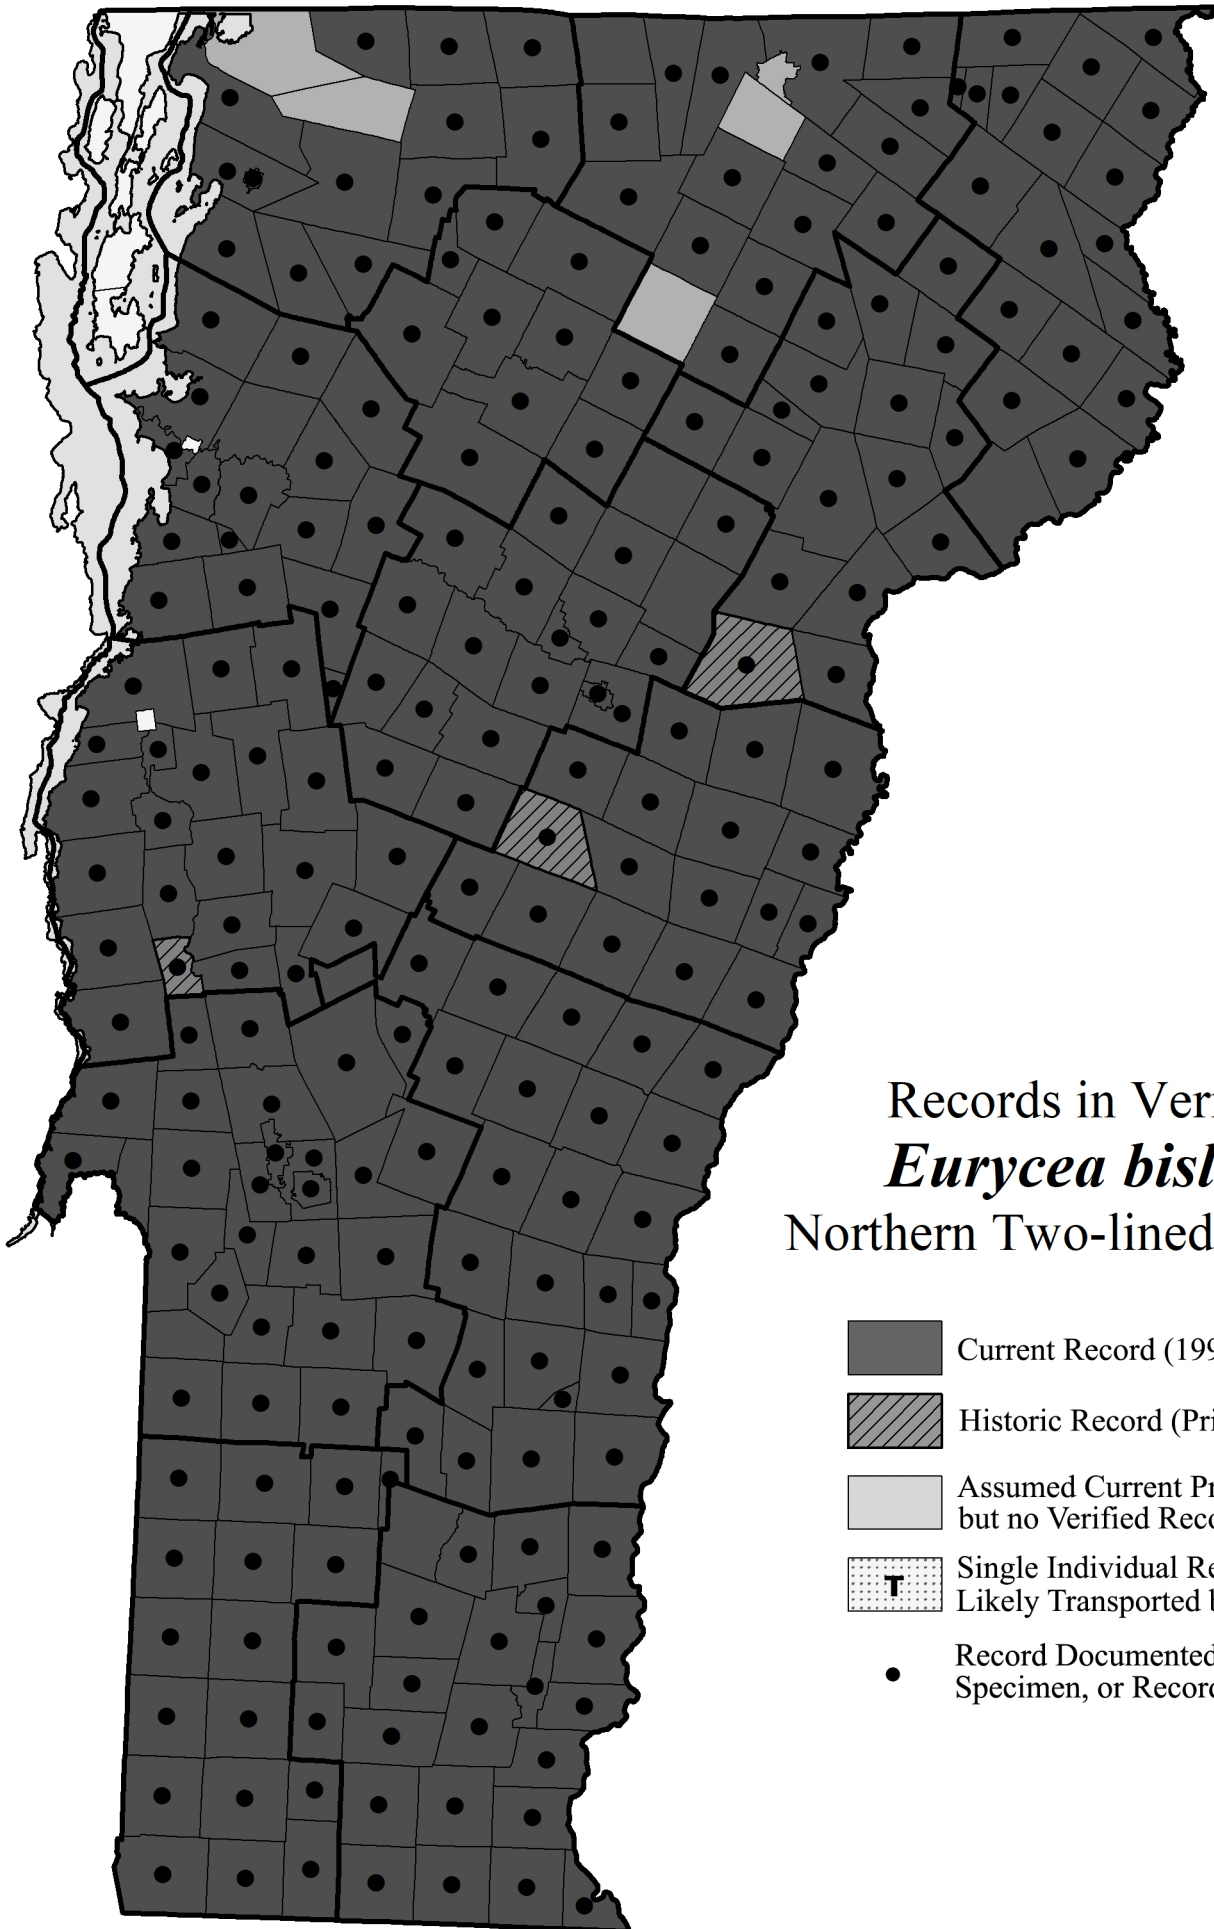 Records in Ver
Eurycea bisl
Northern Two-lined
Current Record (199
Historic Record (Pri
Assumed Current Pr
but no Verified Reco
Single Individual Re
T
Likely Transported b
Record Documented
Specimen, or Record